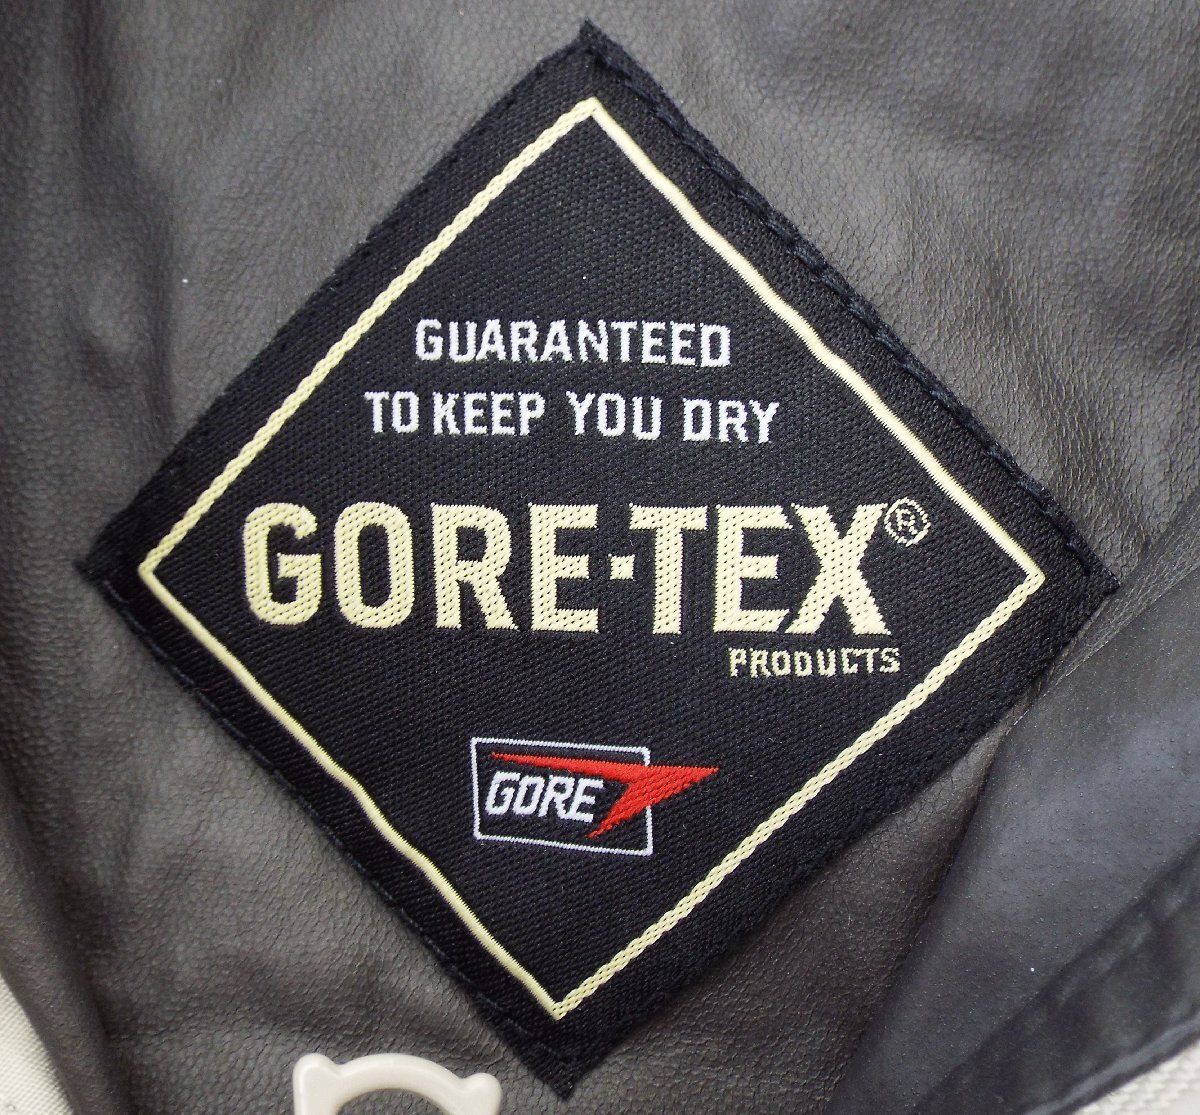 GUARANTEED
TO KEEP YOU DRY
GORE-TEX®
PRODUCTS
GORE